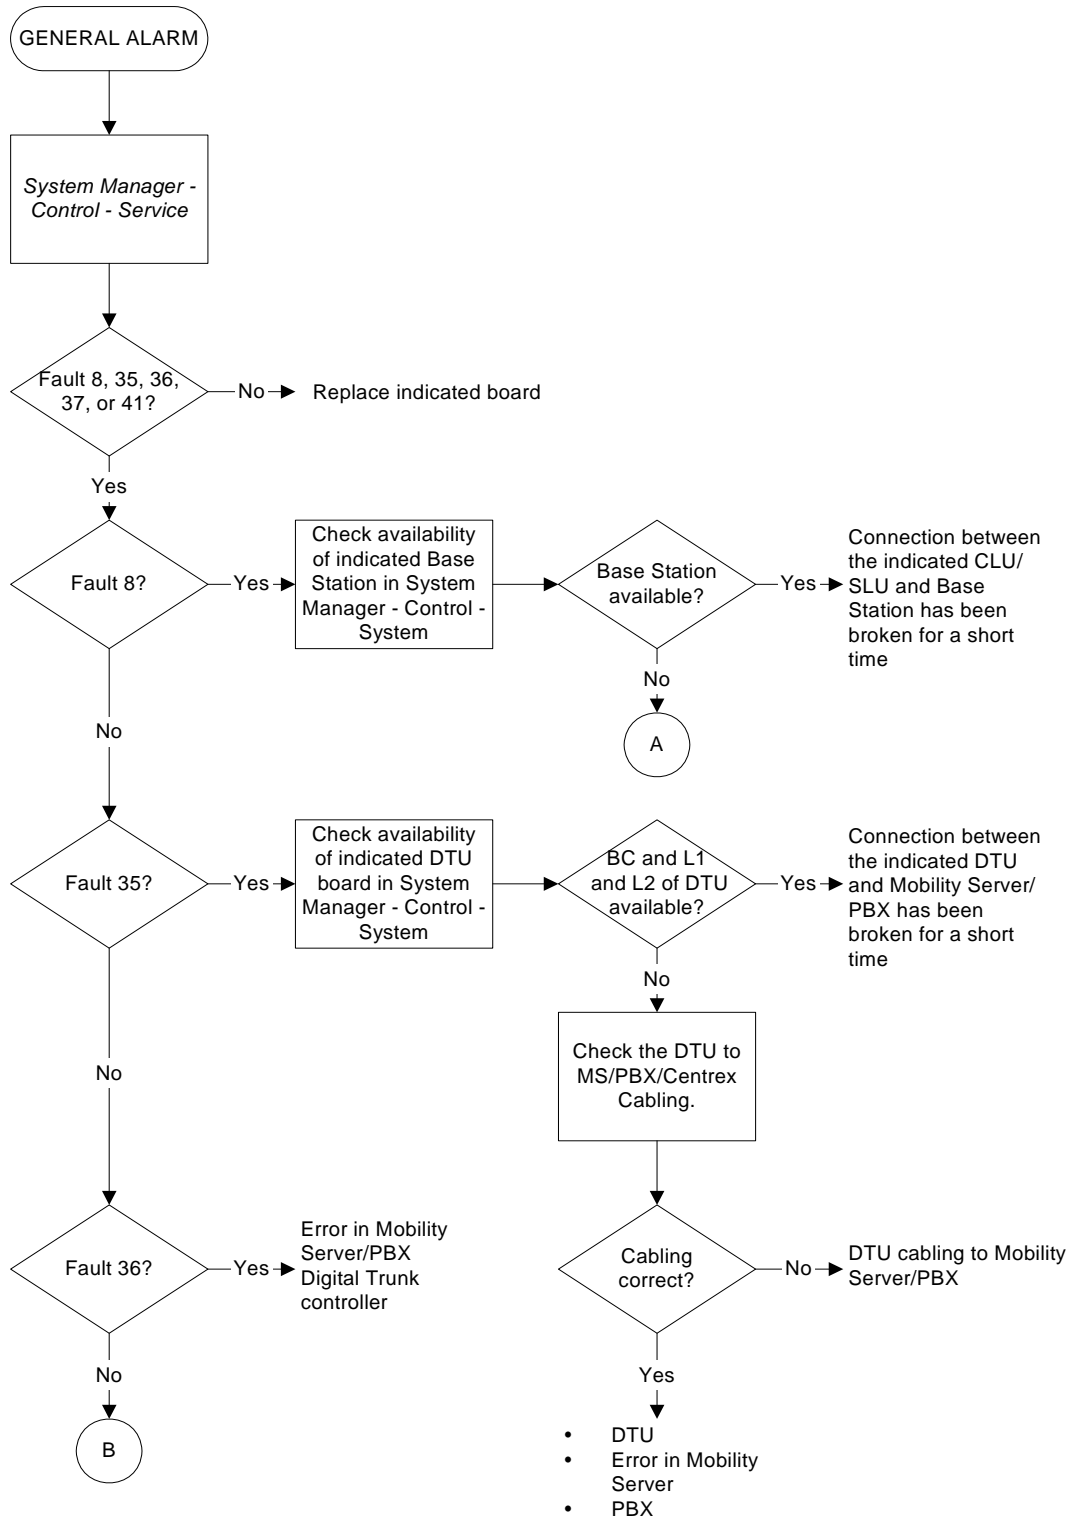 GENERAL ALARM
System Manager -
Control - Service
Fault 8, 35, 36,
37, or 41?
No
Replace indicated board
Yes
Fault 8?
Yes
Check availability
of indicated Base
Station in System
Manager - Control -
System
Base Station
available?
Yes
Connection between
the indicated CLU/
SLU and Base
Station has been
broken for a short
time
No
A
No
Fault 35?
Yes
Check availability
of indicated DTU
board in System
Manager - Control -
System
BC and L1
and L2 of DTU
available?
Yes
Connection between
the indicated DTU
and Mobility Server/
PBX has been
broken for a short
time
No
Check the DTU to
MS/PBX/Centrex
Cabling.
No
Fault 36?
Yes
Error in Mobility
Server/PBX
Digital Trunk
controller
Cabling
correct?
No
DTU cabling to Mobility
Server/PBX
No
B
Yes
• DTU
• Error in Mobility
Server
• PBX